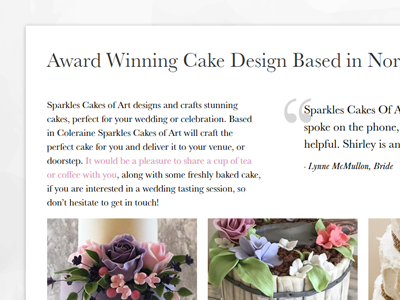 Award Winning Cake Design Based in Nor
Sparkles Cakes of Art designs and crafts stunning
cakes, perfect for your wedding or celebration. Based
in Coleraine Sparkles Cakes of Art will craft the
perfect cake for you and deliver it to your venue, or
doorstep. It would be a pleasure to share a cup of tea
or coffee with you, along with some freshly baked cake,
if you are interested in a wedding tasting session, so
don't hesitate to get in touch!
“
Sparkles Cakes Of A
spoke on the phone,
helpful. Shirley is an
- Lynne McMullon, Bride